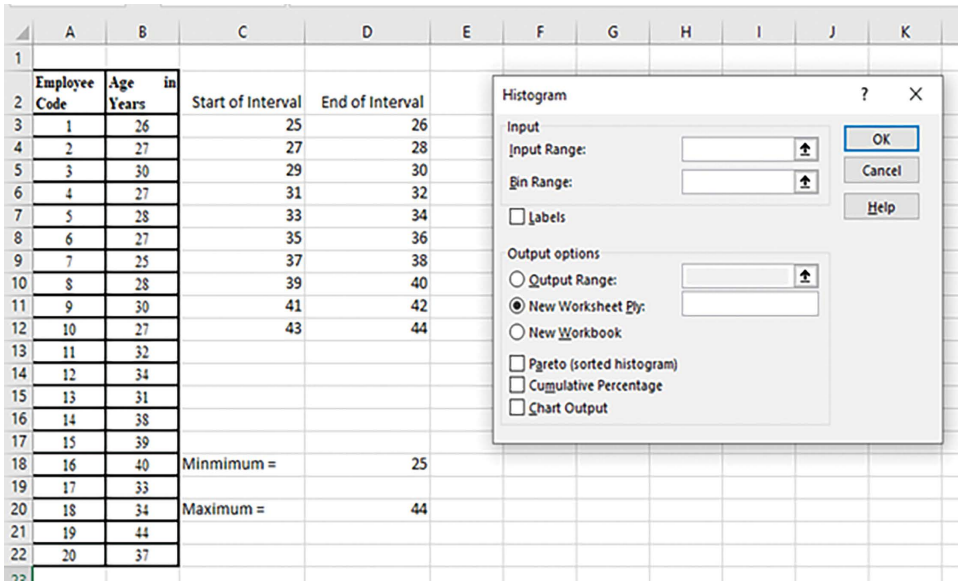 A B C D E F G H I J K
1
Employee Age in
2 Code Years Start of Interval End of Interval
3 1 26 25 26
4 2 27 27 28
5 3 30 29 30
6 4 27 31 32
7 5 28 33 34
8 6 27 35 36
9 7 25 37 38
10 8 28 39 40
11 9 30 41 42
12 10 27 43 44
13 11 32
14 12 34
15 13 31
16 14 38
17 15 39
18 16 40 Minmimum = 25
19 17 33
20 18 34 Maximum = 44
21 19 44
22 20 37
23
Histogram ? X
Input
Input Range:
Bin Range:
Labels
OK
Cancel
Help
Output options
Output Range:
New Worksheet Ply:
New Workbook
Pareto (sorted histogram)
Cumulative Percentage
Chart Output